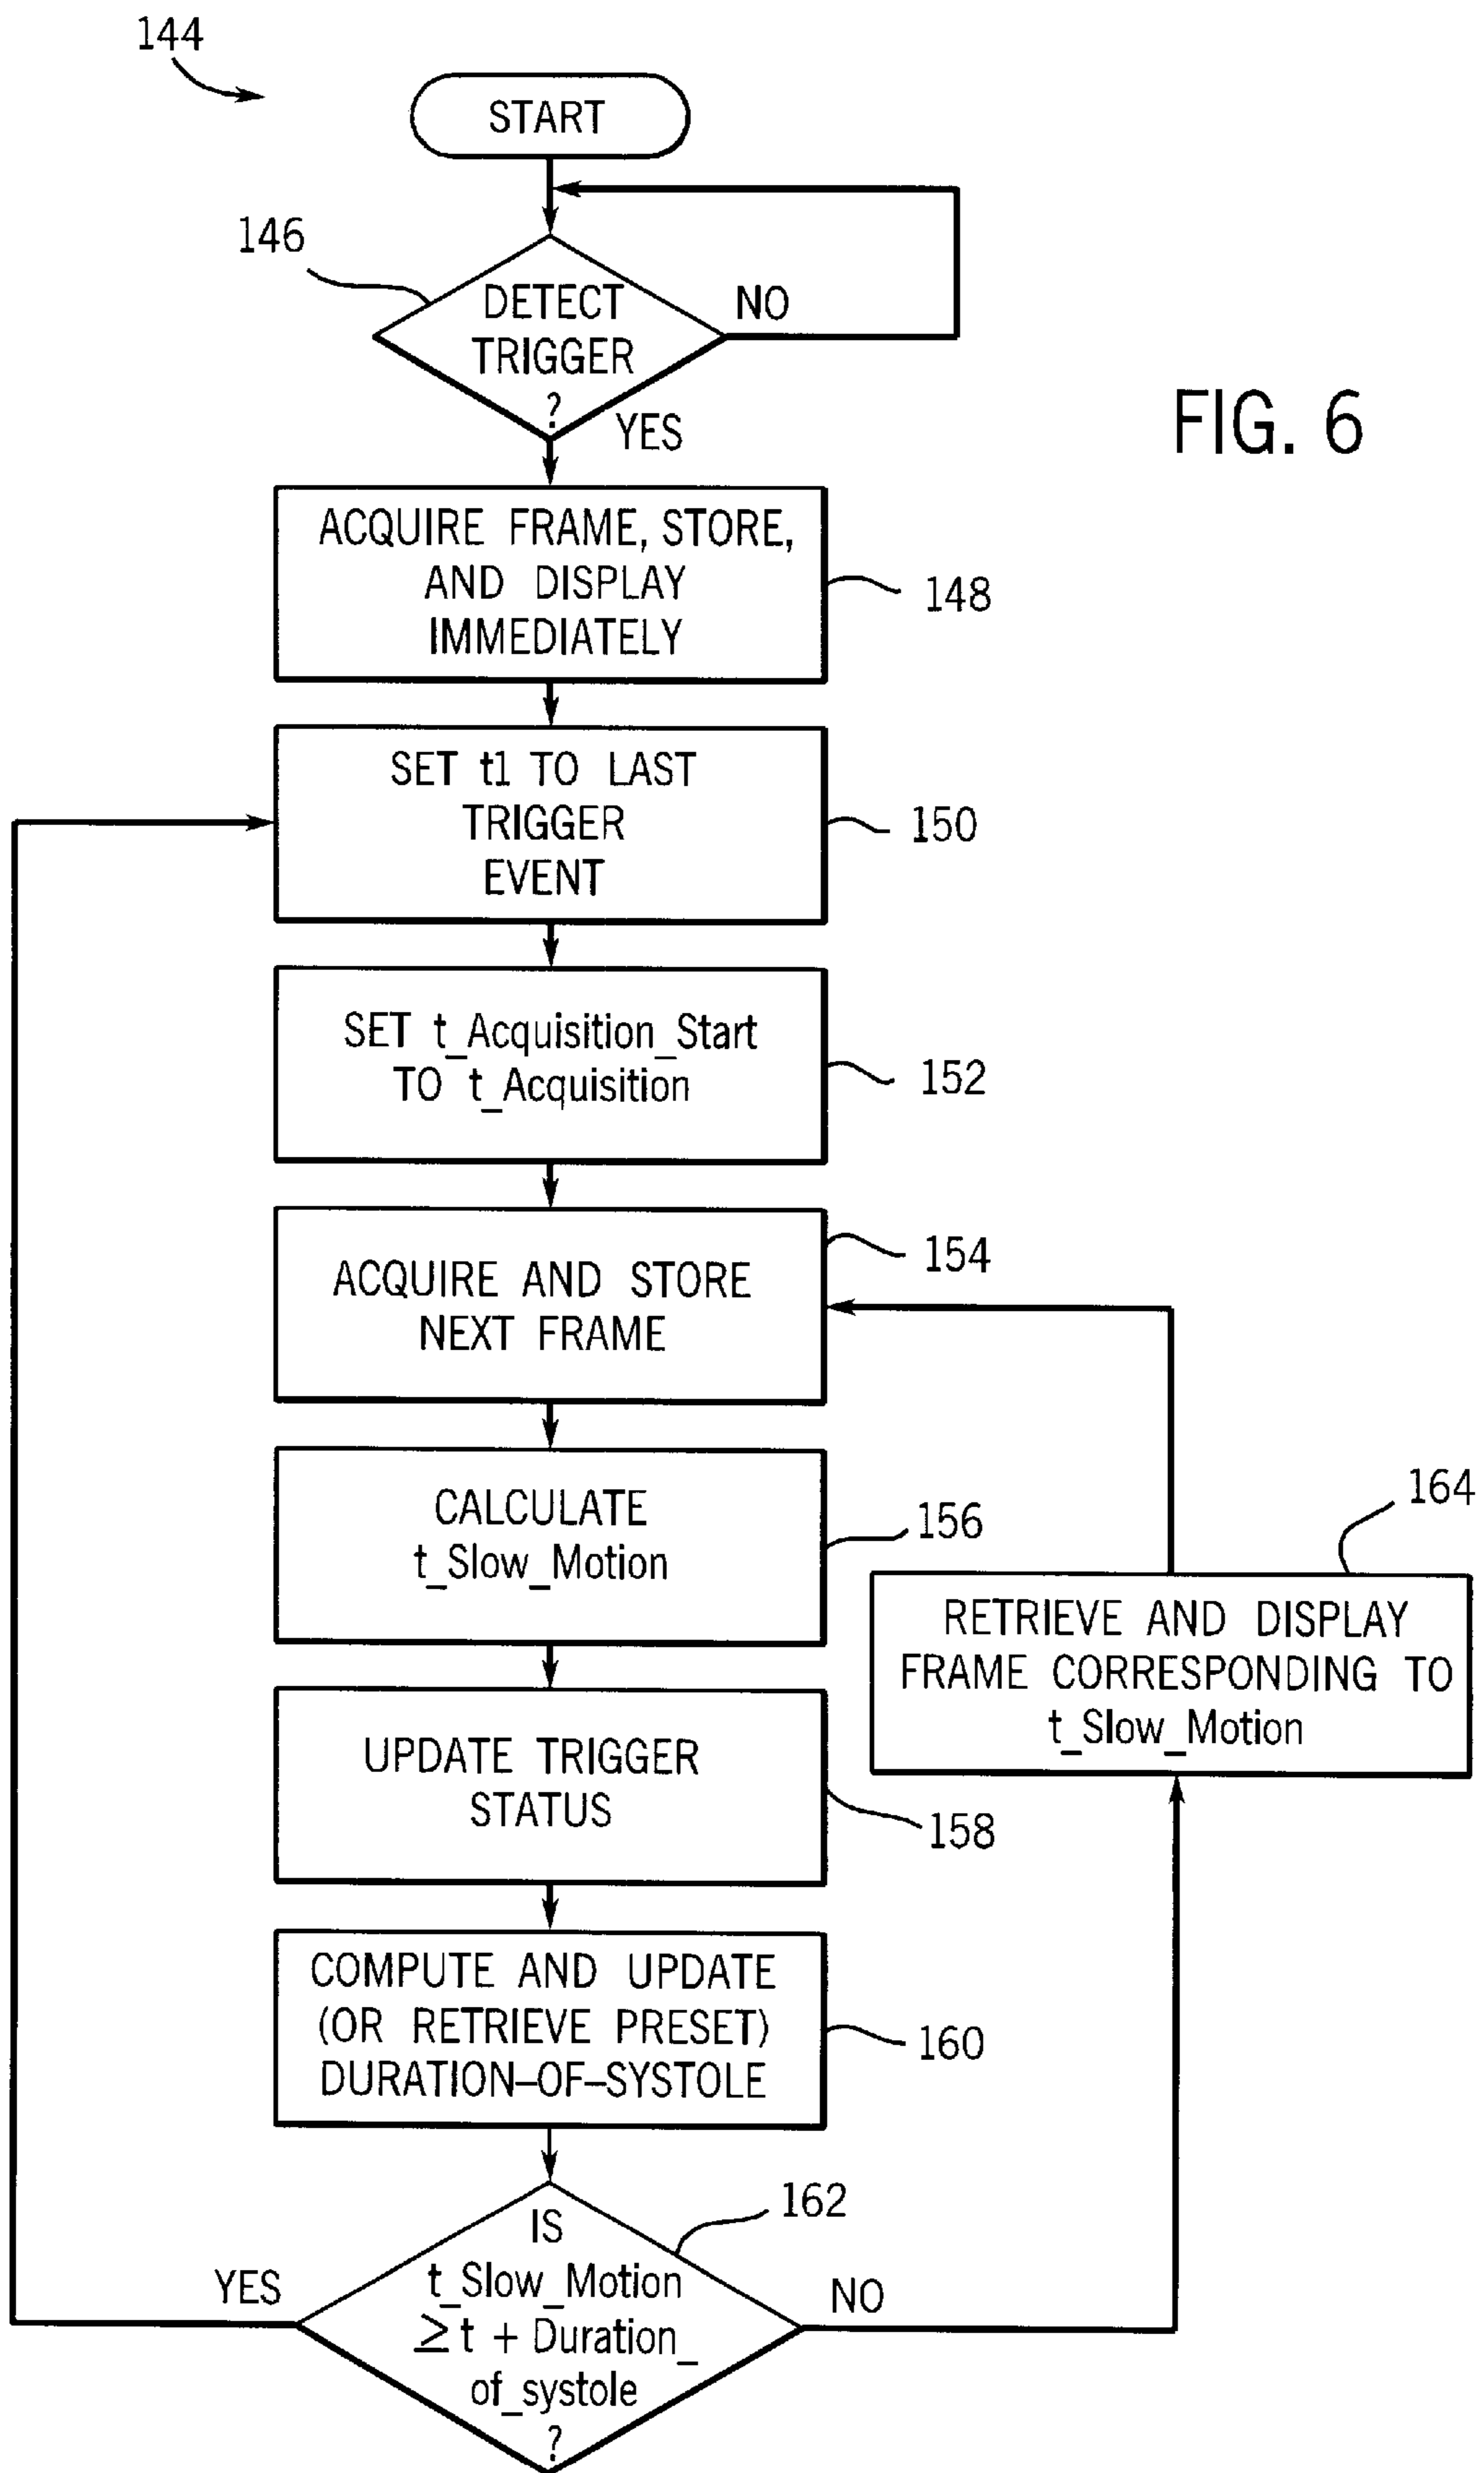 144
START
146
DETECT
TRIGGER
?
NO
YES
FIG. 6
ACQUIRE FRAME, STORE,
AND DISPLAY
IMMEDIATELY
148
SET t1 TO LAST
TRIGGER
EVENT
150
SET t_Acquisition_Start
TO t_Acquisition
152
ACQUIRE AND STORE
NEXT FRAME
154
CALCULATE
t_Slow_Motion
156
164
RETRIEVE AND DISPLAY
FRAME CORRESPONDING TO
t_Slow_Motion
UPDATE TRIGGER
STATUS
158
COMPUTE AND UPDATE
(OR RETRIEVE PRESET)
DURATION-OF-SYSTOLE
160
162
IS
t_Slow_Motion
≥t + Duration_
of_systole
?
YES
NO